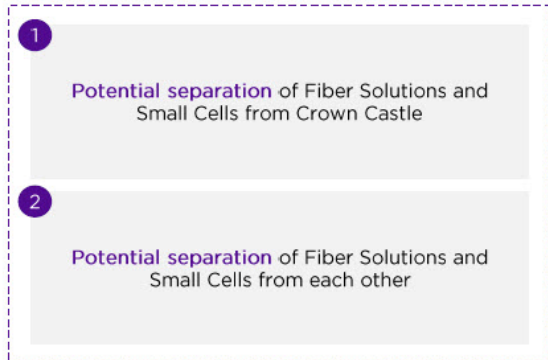 1
Potential separation of Fiber Solutions and
Small Cells from Crown Castle
2
Potential separation of Fiber Solutions and
Small Cells from each other